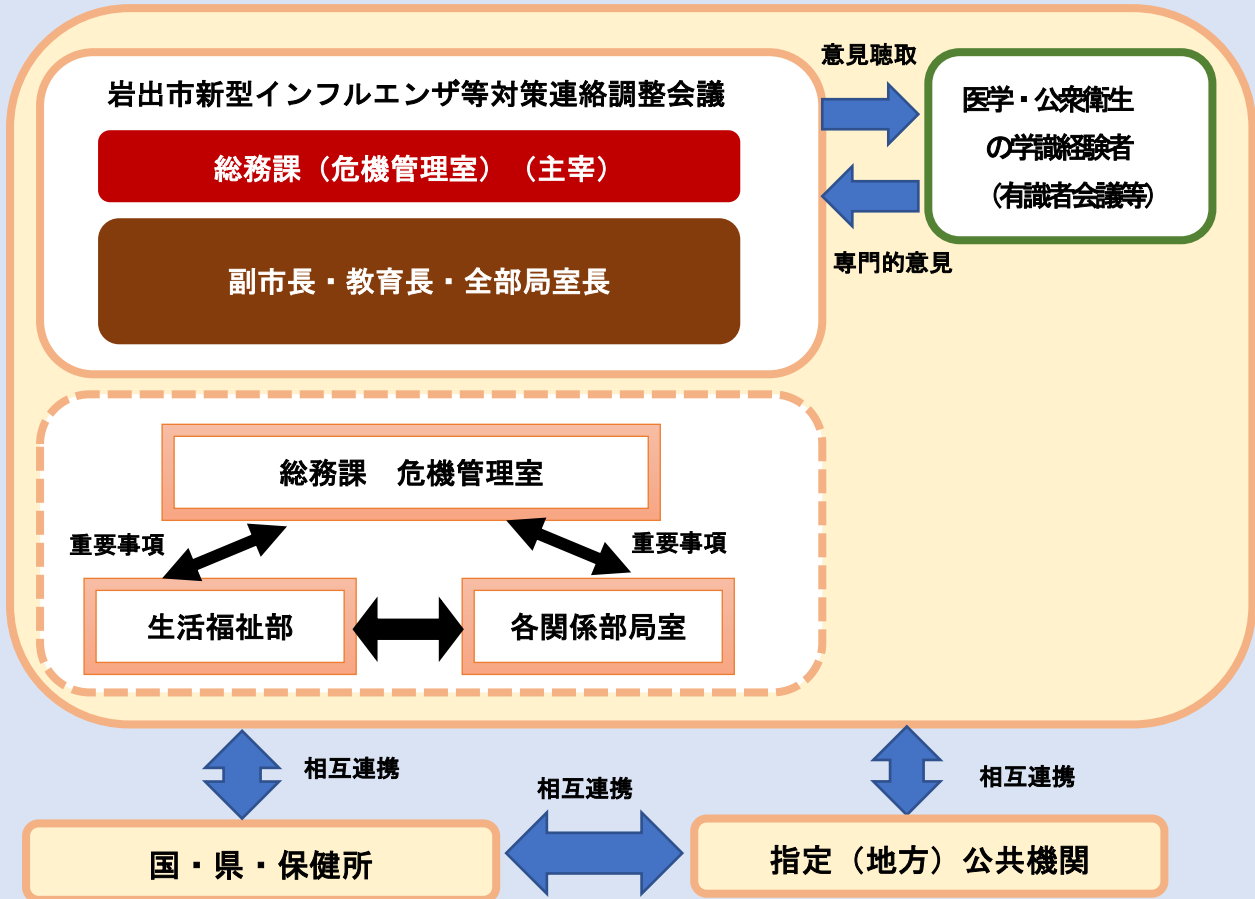 岩出市新型インフルエンザ等対策連絡調整会議
総務課（危機管理室）（主宰）
副市長・教育長・全部局室長
意見聴取
専門的意見
医学・公衆衛生
の学識経験者
（有識者会議等）
総務課　危機管理室
重要事項
重要事項
生活福祉部
各関係部局室
相互連携
相互連携
相互連携
国・県・保健所
指定（地方）公共機関